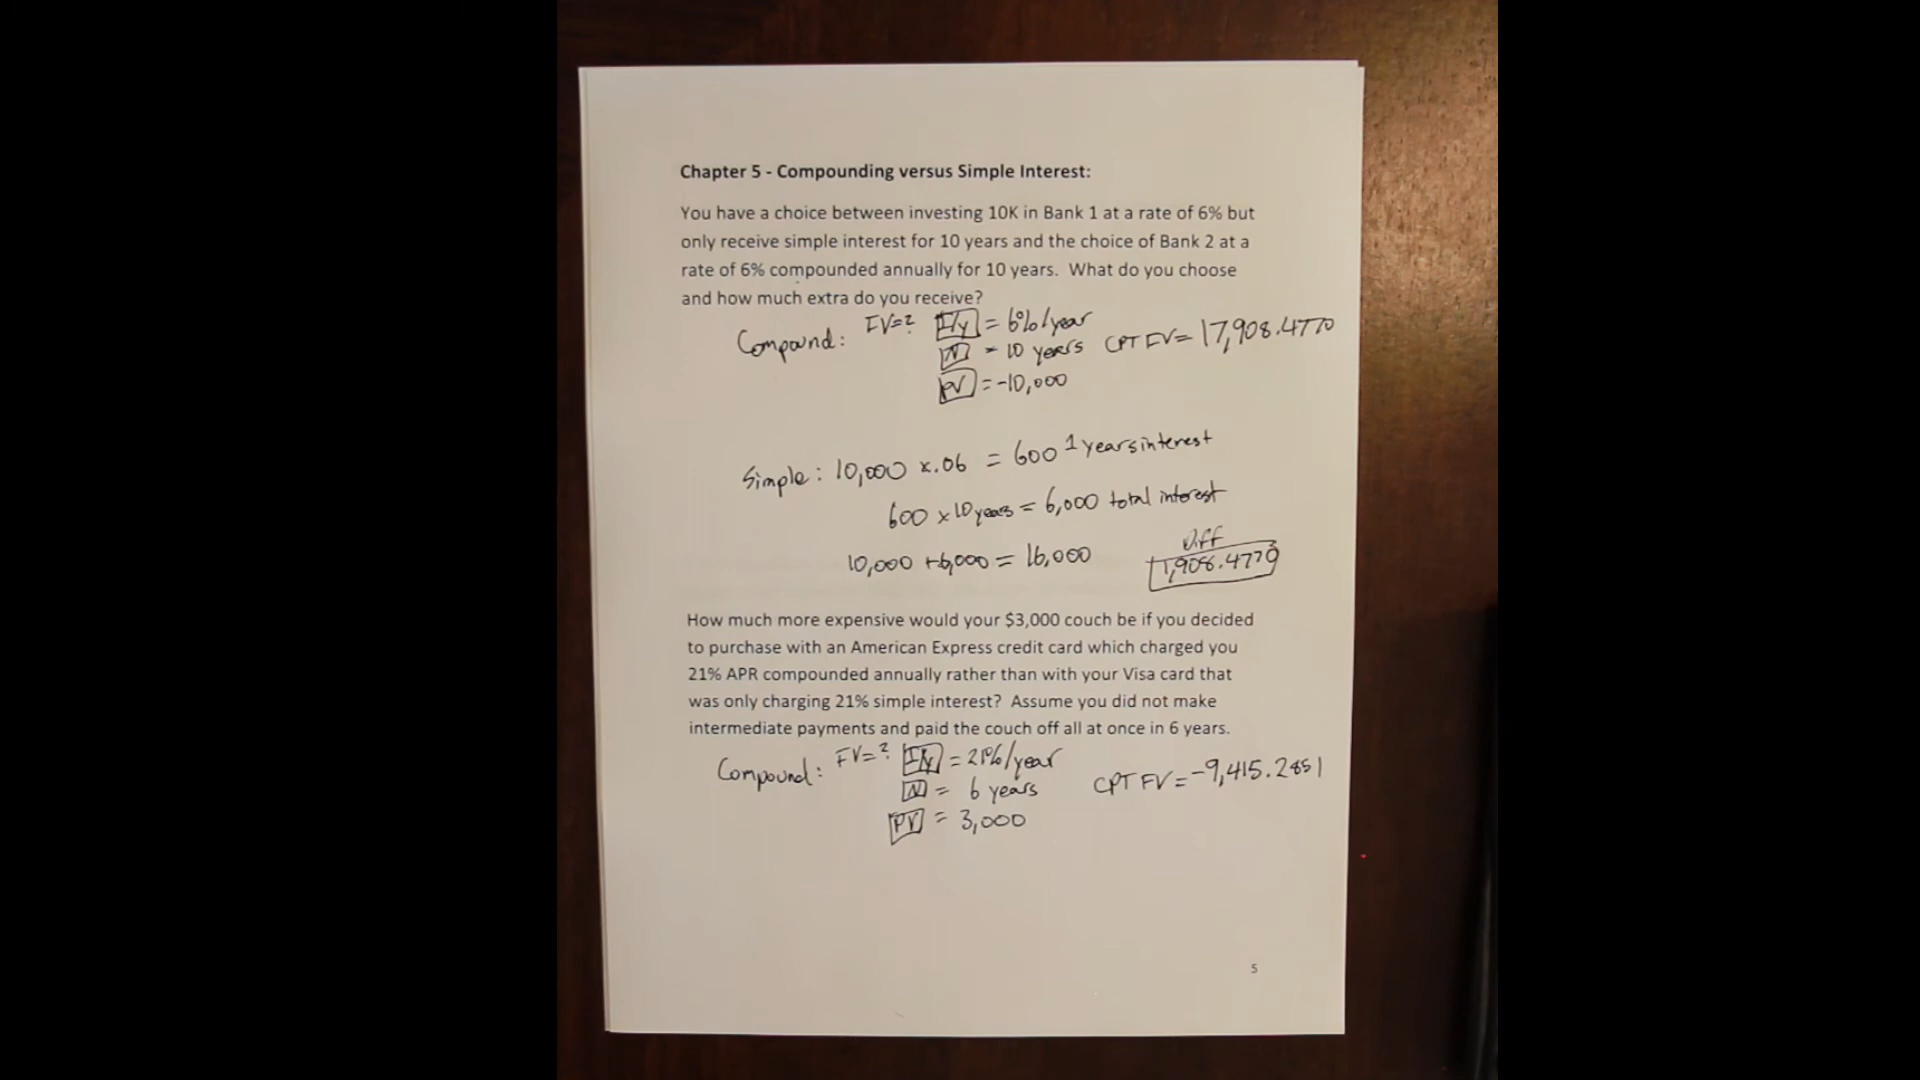 Chapter 5 - Compounding versus Simple Interest:
You have a choice between investing 10K in Bank 1 at a rate of 6% but
only receive simple interest for 10 years and the choice of Bank 2 at a
rate of 6% compounded annually for 10 years. What do you choose
and how much extra do you receive?
Compound: FV=? I/y = 6%/year
N = 10 years CPT FV= 17,908.4770
PV = -10,000
Simple: 10,000 x .06 = 600 1 years interest
600 x 10 years = 6,000 total interest
Diff
10,000 + 6,000 = 16,000 1,908.4770
How much more expensive would your $3,000 couch be if you decided
to purchase with an American Express credit card which charged you
21% APR compounded annually rather than with your Visa card that
was only charging 21% simple interest? Assume you did not make
intermediate payments and paid the couch off all at once in 6 years.
Compound: FV=? I/y = 21%/year
N = 6 years CPT FV = -9,415.2851
PV = 3,000
5